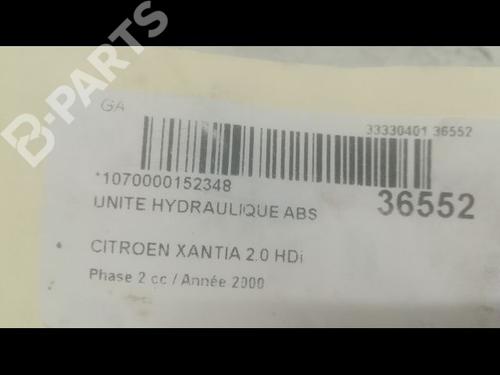 B-PARTS
GA
33330401 36552
*1070000152348
36552
UNITE HYDRAULIQUE ABS
CITROEN XANTIA 2.0 HDi
Phase 2 cc / Année 2000